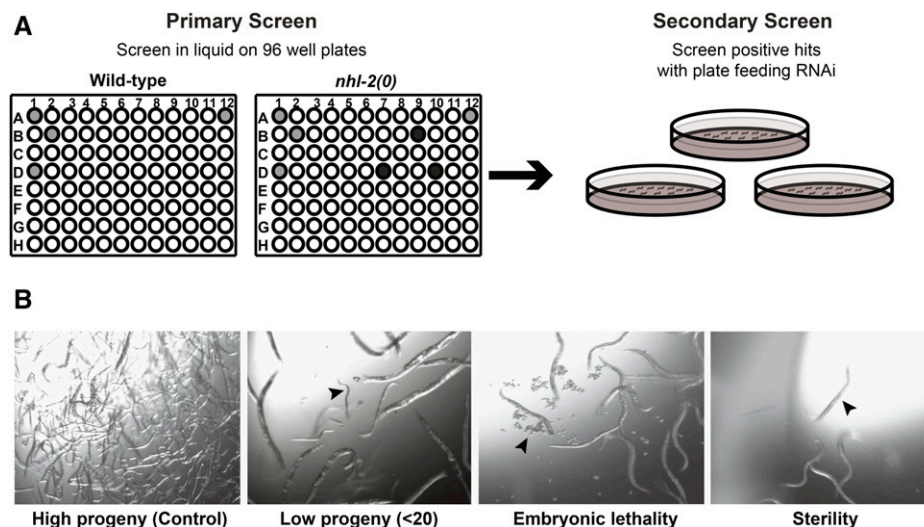 A
Primary Screen
Screen in liquid on 96 well plates
Wild-type
1 2 3 4 5 6 7 8 9 10 11 12
A
B
C
D
E
F
G
H
nhl-2(0)
1 2 3 4 5 6 7 8 9 10 11 12
A
B
C
D
E
F
G
H
Secondary Screen
Screen positive hits
with plate feeding RNAi
B
High progeny (Control)
Low progeny (<20)
Embryonic lethality
Sterility